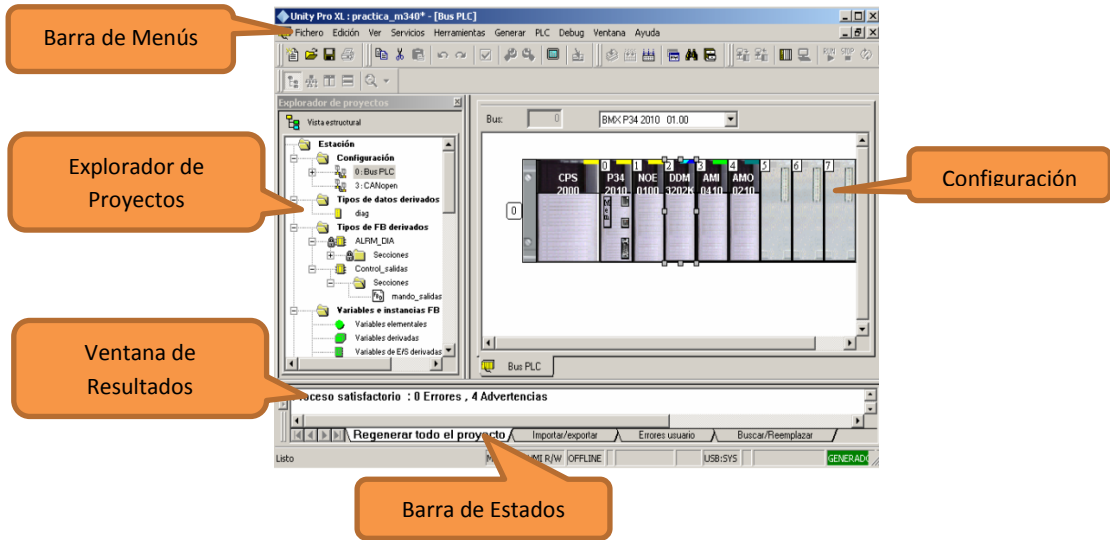 Unity Pro XL : practica_m340* - [Bus PLC]
Fichero Edición Ver Servicios Herramientas Generar PLC Debug Ventana Ayuda
Barra de Menús
RUN STOP
Explorador de proyectos
Vista estructural
Bus: 0 BMX P34 2010 01.00
Estación
Configuración
0 : Bus PLC
3 : CANopen
Tipos de datos derivados
diag
Tipos de FB derivados
ALRM_DIA
Secciones
Control_salidas
Secciones
mando_salidas
Variables e instancias FB
Variables elementales
Variables derivadas
Variables de E/S derivadas
Explorador de
Proyectos
0 1 2 3 4 5 6 7
CPS P34 NOE DDM AMI AMO
2000 2010 0100 3202K 0410 0210
0
Configuración
Bus PLC
Ventana de
Resultados
Proceso satisfactorio : 0 Errores , 4 Advertencias
Regenerar todo el proyecto Importar/exportar Errores usuario Buscar/Reemplazar
Listo R/W OFFLINE USB:SYS GENERADO
Barra de Estados